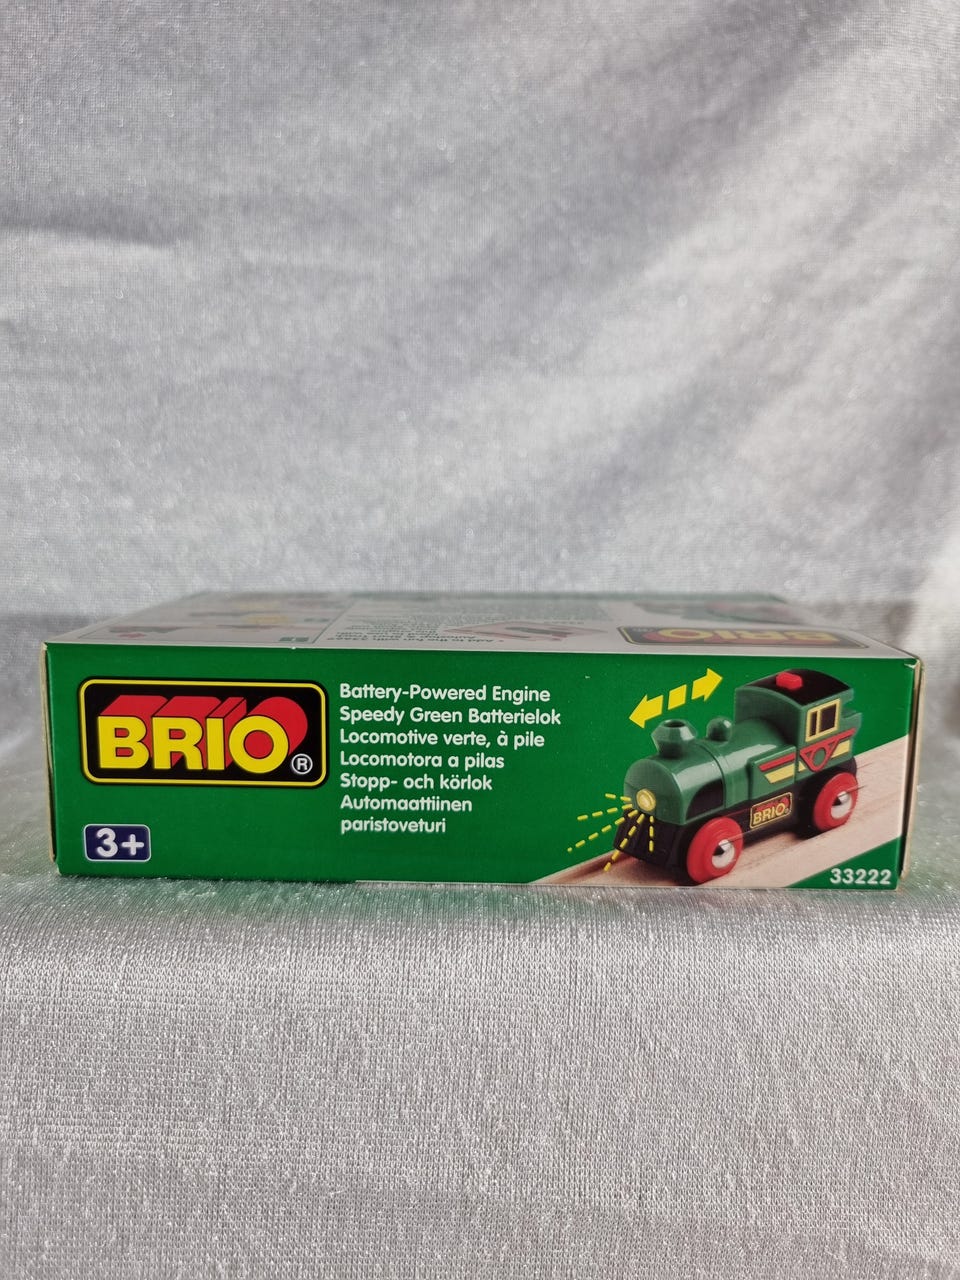 BRIO®
3+
Battery-Powered Engine
Speedy Green Batterielok
Locomotive verte, à pile
Locomotora a pilas
Stopp- och körlok
Automaattiinen
paristoveturi
BRIO
33222
BRIO